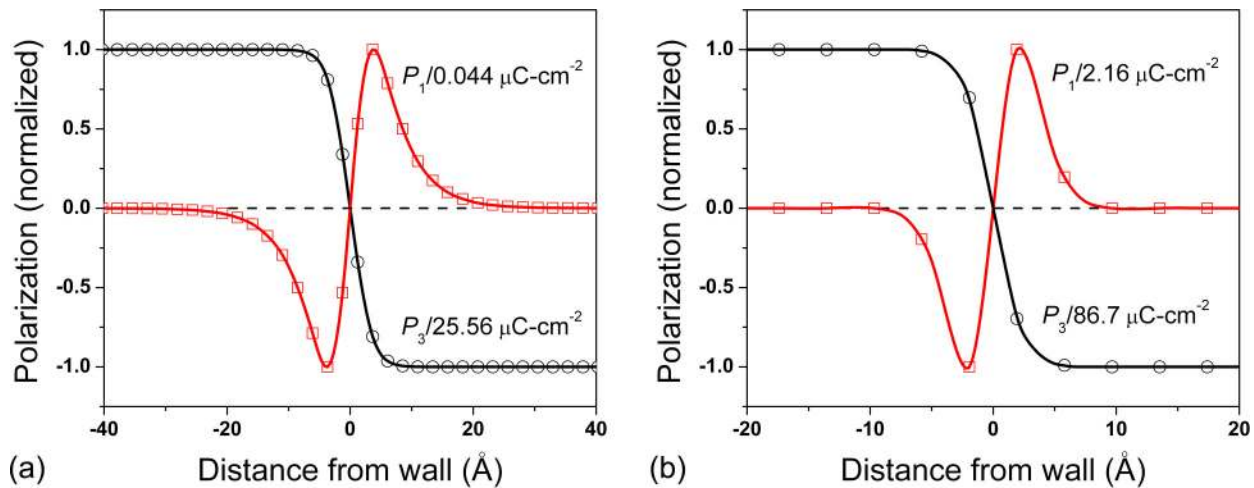 Polarization (normalized)
1.0
0.5
0.0
-0.5
-1.0
P₁/0.044 μC-cm⁻²
P₃/25.56 μC-cm⁻²
-40 -20 0 20 40
(a) Distance from wall (Å)
Polarization (normalized)
1.0
0.5
0.0
-0.5
-1.0
P₁/2.16 μC-cm⁻²
P₃/86.7 μC-cm⁻²
-20 -10 0 10 20
(b) Distance from wall (Å)